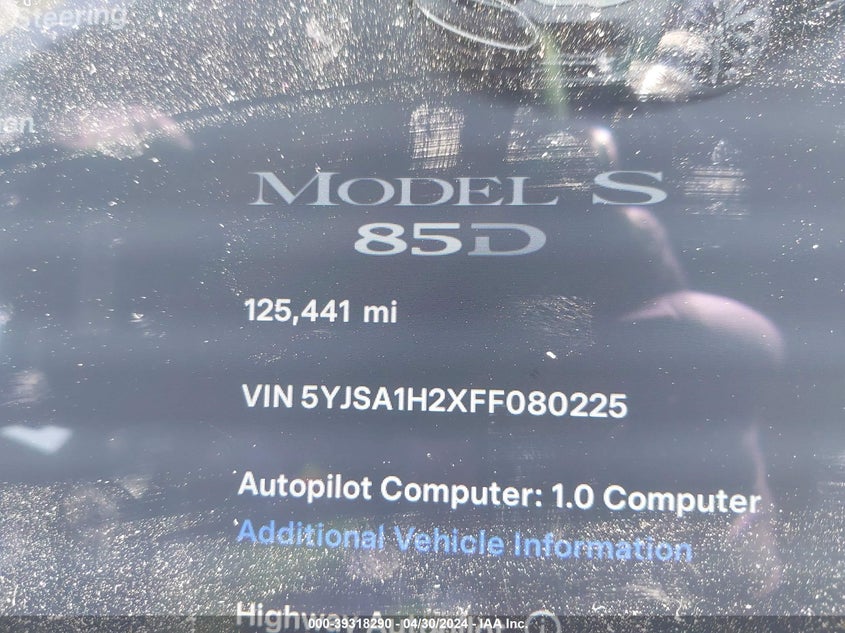 Steering
MODEL S
85D
125,441 mi
VIN 5YJSA1H2XFF080225
Autopilot Computer: 1.0 Computer
Additional Vehicle Information
Highway
000-39318290 - 04/30/2024 - IAA Inc.